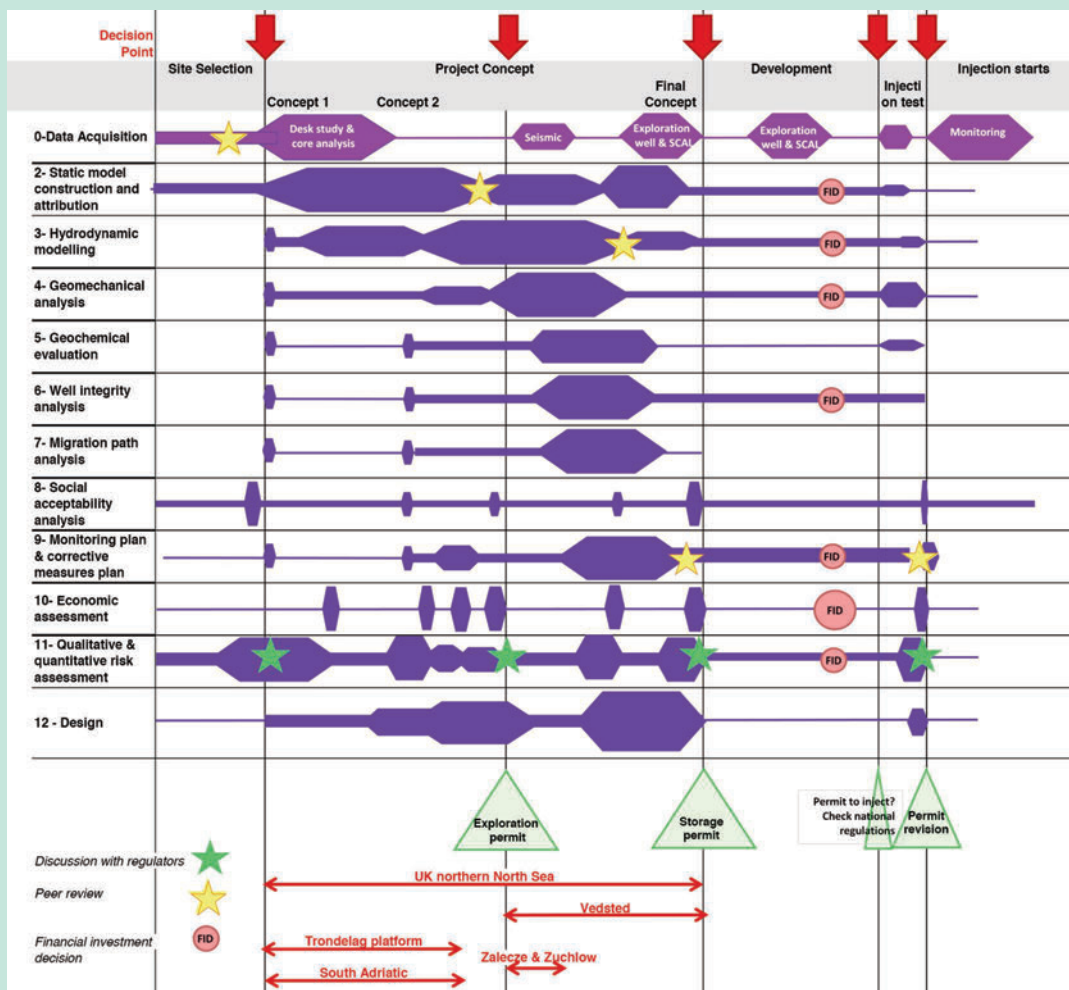 Decision
Point
Site Selection
Project Concept
Development
Injection starts
Concept 1
Concept 2
Final
Concept
Injecti
on test
0-Data Acquisition
Desk study &
core analysis
Seismic
Exploration
well & SCAL
Exploration
well & SCAL
Monitoring
2- Static model
construction and
attribution
FID
3- Hydrodynamic
modelling
FID
4- Geomechanical
analysis
FID
5- Geochemical
evaluation
6- Well integrity
analysis
FID
7- Migration path
analysis
8- Social
acceptability
analysis
9- Monitoring plan
& corrective
measures plan
FID
10- Economic
assessment
FID
11- Qualitative &
quantitative risk
assessment
FID
12 - Design
Exploration
permit
Storage
permit
Permit to inject?
Check national
regulations
Permit
revision
Discussion with regulators
Peer review
Financial investment
decision
FID
UK northern North Sea
Vedsted
Trondelag platform
Zalecze & Zuchlow
South Adriatic